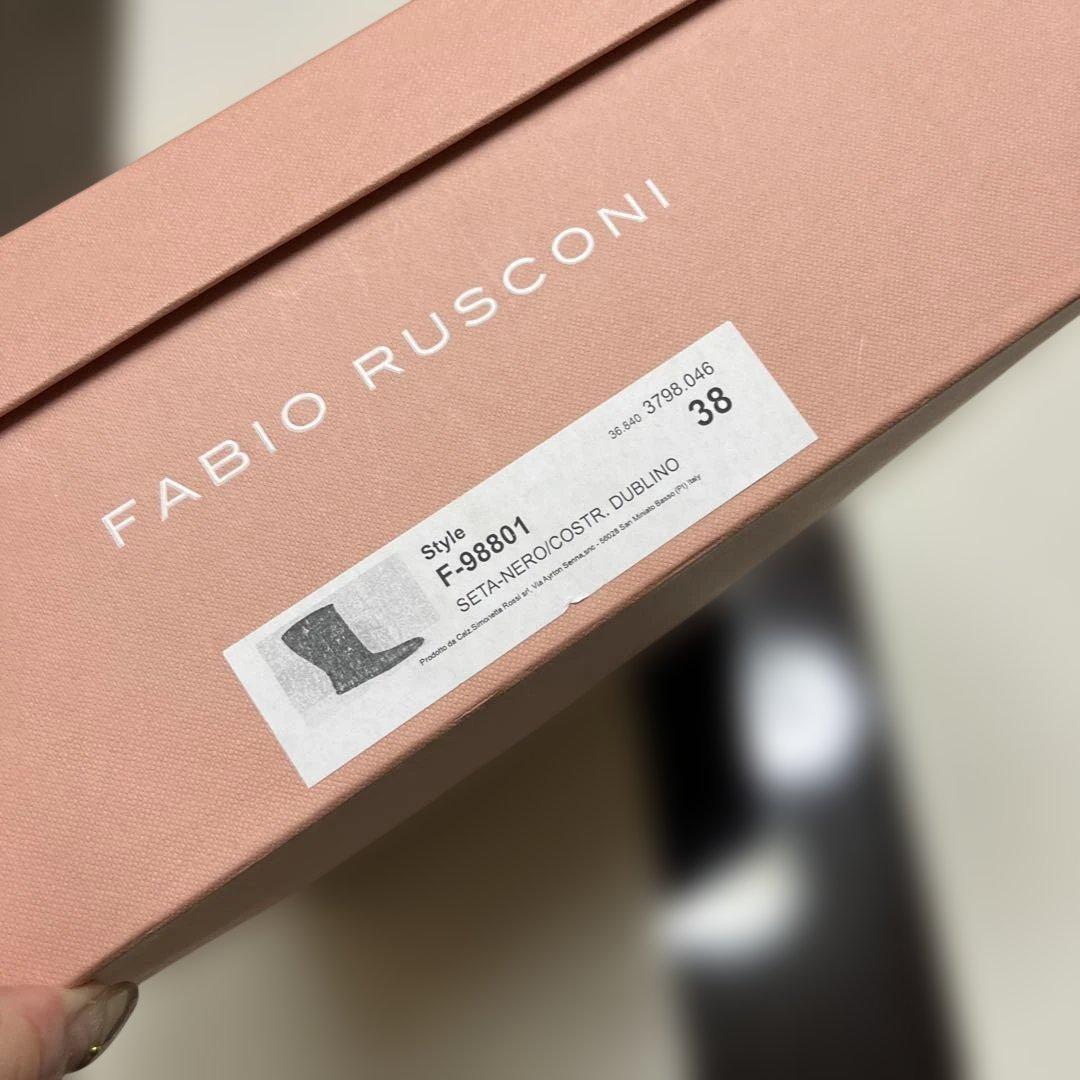 FABIO RUSCONI
36.840 3798.046
38
Style
F-98801
SETA-NERO/COSTR. DUBLINO
Prodotto da Calz.Simonetta Rossi srl, Via Ayrton Senna,snc - 56028 San Miniato Basso (PI) Italy